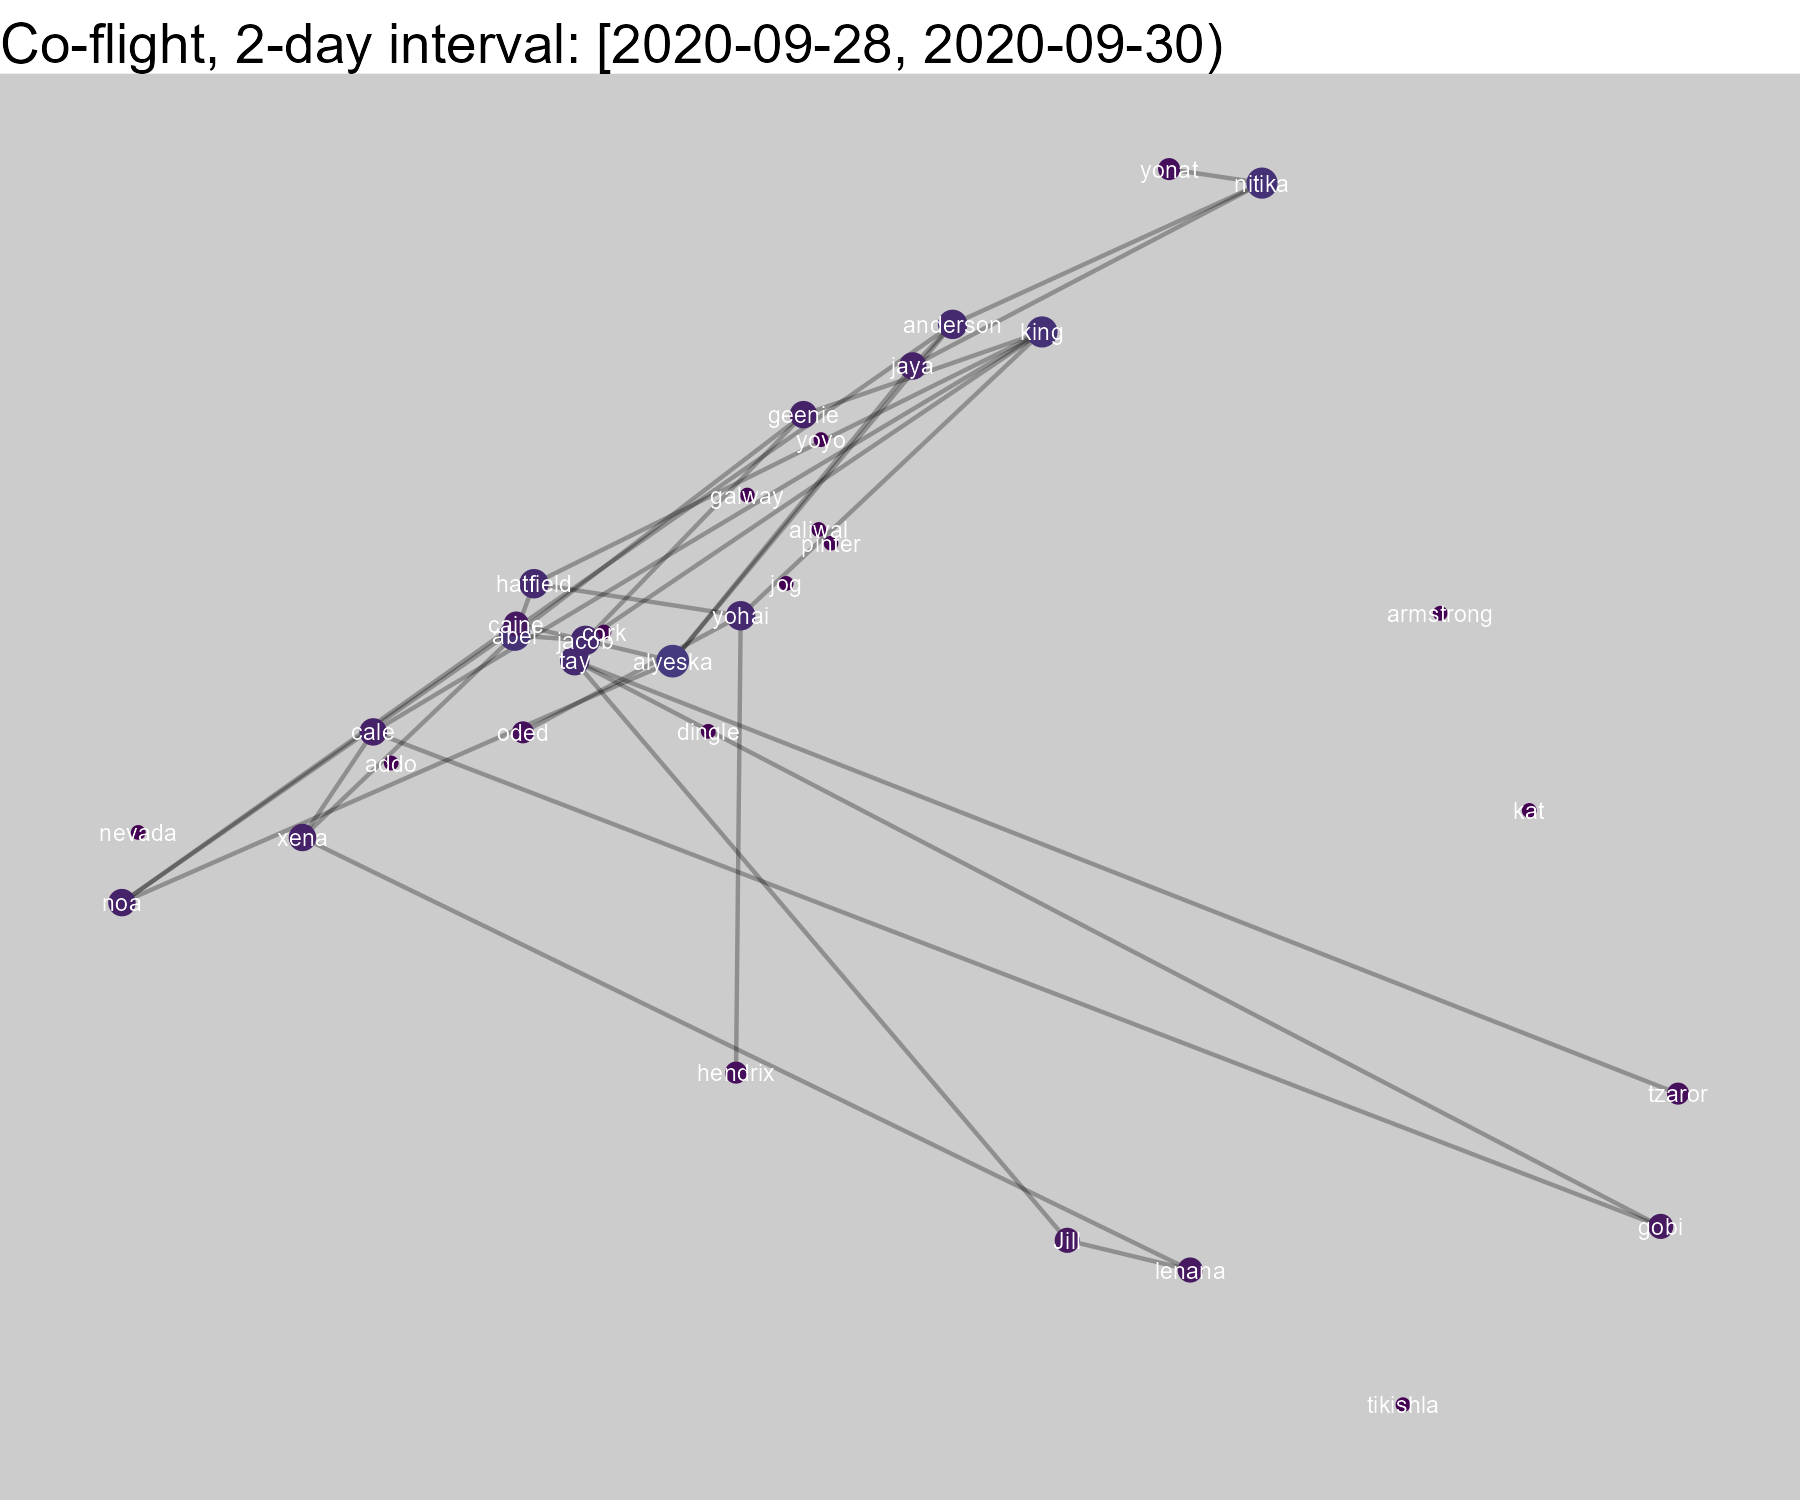 Co-flight, 2-day interval: [2020-09-28, 2020-09-30)
yonat
nitika
anderson
king
jaya
geenie
yoyo
galway
aliwal
pinter
jog
hatfield
yohai
armstrong
caine
abel
cork
jacob
tay
alyeska
cale
oded
dingle
addo
kat
nevada
xena
noa
hendrix
tzaror
gobi
Jill
lenana
tikishla